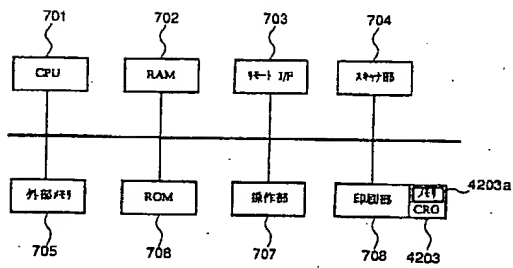 701
702
703
704
CPU
RAM
リモート I/F
スキャナ部
外部メモリ
ROM
操作部
印刷部
メモリ
CRG
4203a
705
706
707
708
4203